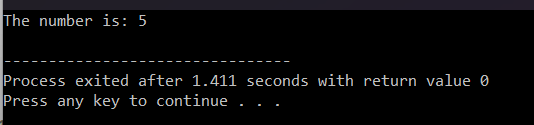 The number is: 5
--------------------------------
Process exited after 1.411 seconds with return value 0
Press any key to continue . . .